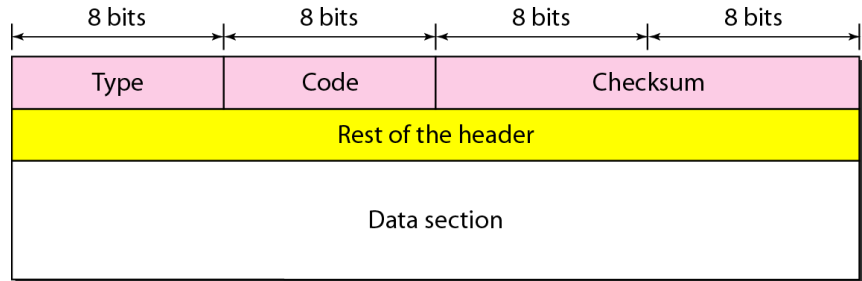 8 bits 8 bits 8 bits 8 bits
Type Code Checksum
Rest of the header
Data section